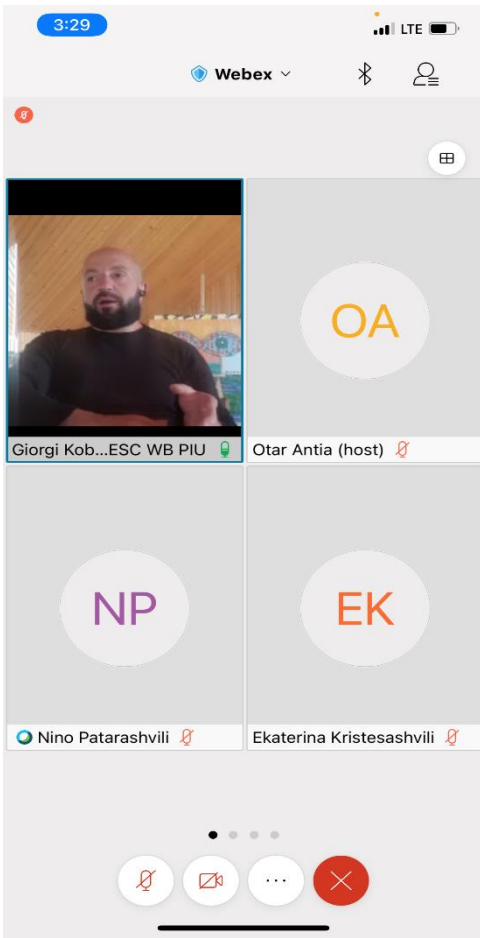 3:29
LTE
Webex
Giorgi Kob...ESC WB PIU
OA
Otar Antia (host)
NP
Nino Patarashvili
EK
Ekaterina Kristesashvili